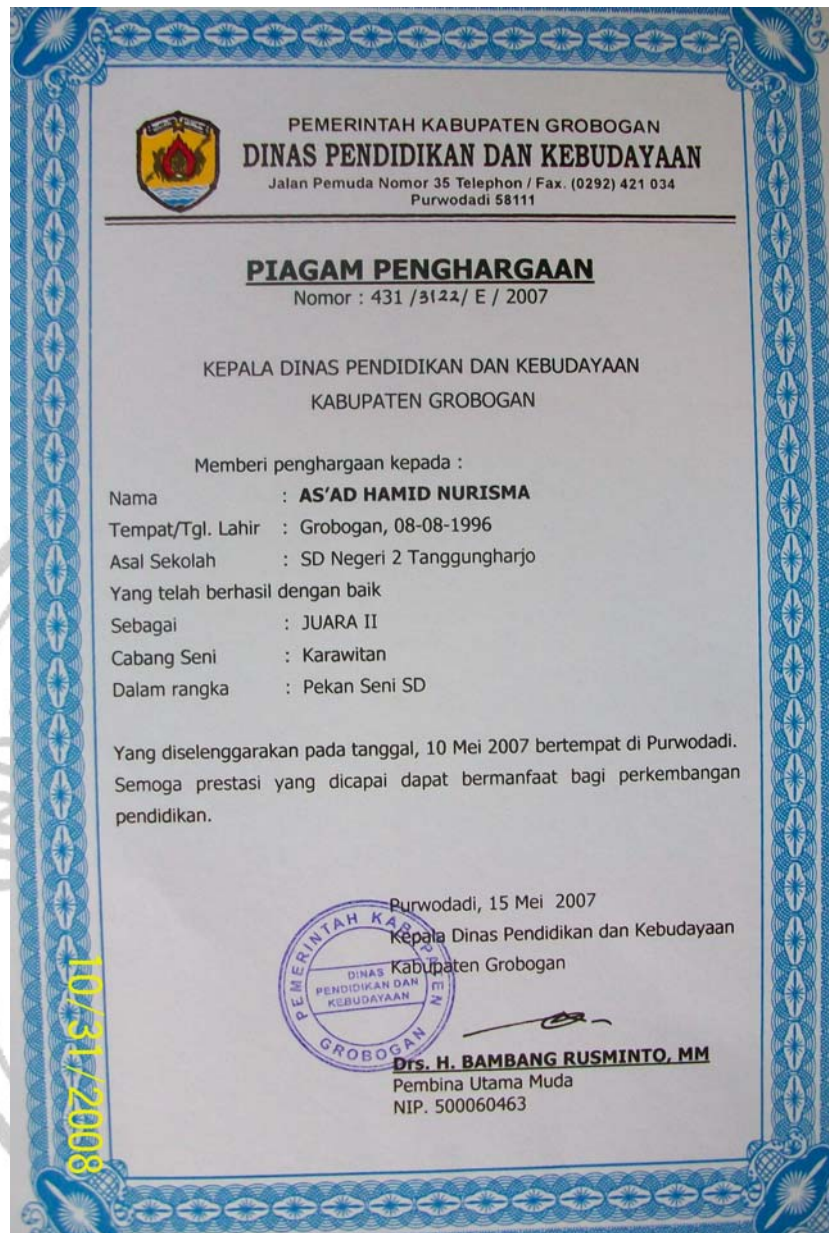 PEMERINTAH KABUPATEN GROBOGAN
DINAS PENDIDIKAN DAN KEBUDAYAAN
Jalan Pemuda Nomor 35 Telephon / Fax. (0292) 421 034
Purwodadi 58111
PIAGAM PENGHARGAAN
Nomor : 431 /3122/ E / 2007
KEPALA DINAS PENDIDIKAN DAN KEBUDAYAAN
KABUPATEN GROBOGAN
Memberi penghargaan kepada :
Nama : AS'AD HAMID NURISMA
Tempat/Tgl. Lahir : Grobogan, 08-08-1996
Asal Sekolah : SD Negeri 2 Tanggungharjo
Yang telah berhasil dengan baik
Sebagai : JUARA II
Cabang Seni : Karawitan
Dalam rangka : Pekan Seni SD
Yang diselenggarakan pada tanggal, 10 Mei 2007 bertempat di Purwodadi.
Semoga prestasi yang dicapai dapat bermanfaat bagi perkembangan
pendidikan.
Purwodadi, 15 Mei 2007
Kepala Dinas Pendidikan dan Kebudayaan
Kabupaten Grobogan
PEMERINTAH KABUPATEN
DINAS
PENDIDIKAN DAN
KEBUDAYAAN
GROBOGAN
Drs. H. BAMBANG RUSMINTO, MM
Pembina Utama Muda
NIP. 500060463
10/31/2008